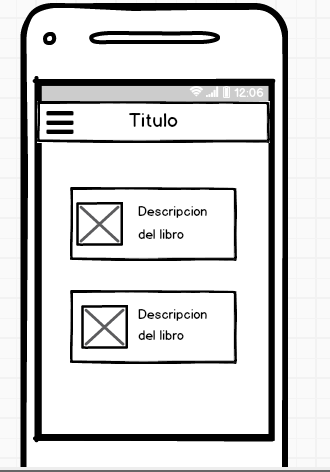 12:06
Titulo
Descripcion
del libro
Descripcion
del libro